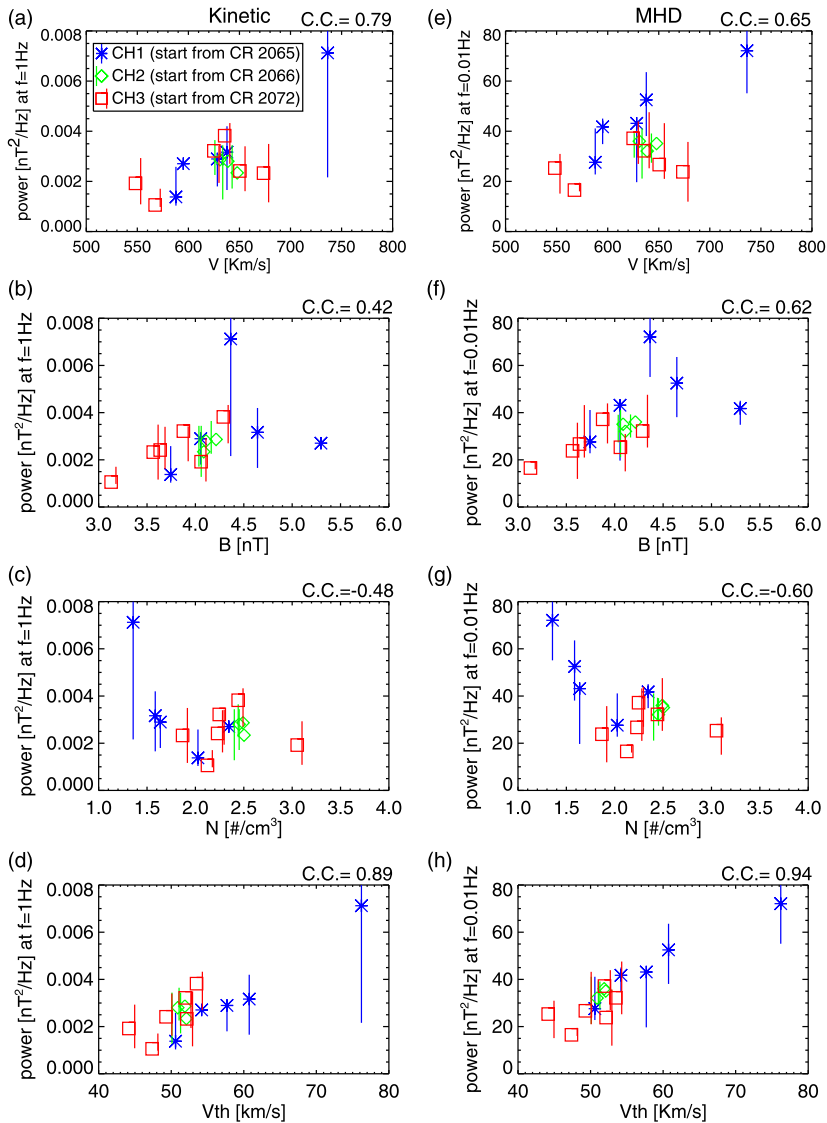 (a) Kinetic C.C.= 0.79
0.008
0.006
0.004
0.002
0.000
power [nT²/Hz] at f=1Hz
CH1 (start from CR 2065)
CH2 (start from CR 2066)
CH3 (start from CR 2072)
500 550 600 650 700 750 800
V [Km/s]
(e) MHD C.C.= 0.65
80
60
40
20
0
power [nT²/Hz] at f=0.01Hz
500 550 600 650 700 750 800
V [Km/s]
(b) C.C.= 0.42
0.008
0.006
0.004
0.002
0.000
power [nT²/Hz] at f=1Hz
3.0 3.5 4.0 4.5 5.0 5.5 6.0
B [nT]
(f) C.C.= 0.62
80
60
40
20
0
power [nT²/Hz] at f=0.01Hz
3.0 3.5 4.0 4.5 5.0 5.5 6.0
B [nT]
(c) C.C.=-0.48
0.008
0.006
0.004
0.002
0.000
power [nT²/Hz] at f=1Hz
1.0 1.5 2.0 2.5 3.0 3.5 4.0
N [#/cm³]
(g) C.C.=-0.60
80
60
40
20
0
power [nT²/Hz] at f=0.01Hz
1.0 1.5 2.0 2.5 3.0 3.5 4.0
N [#/cm³]
(d) C.C.= 0.89
0.008
0.006
0.004
0.002
0.000
power [nT²/Hz] at f=1Hz
40 50 60 70 80
Vth [km/s]
(h) C.C.= 0.94
80
60
40
20
0
power [nT²/Hz] at f=0.01Hz
40 50 60 70 80
Vth [Km/s]